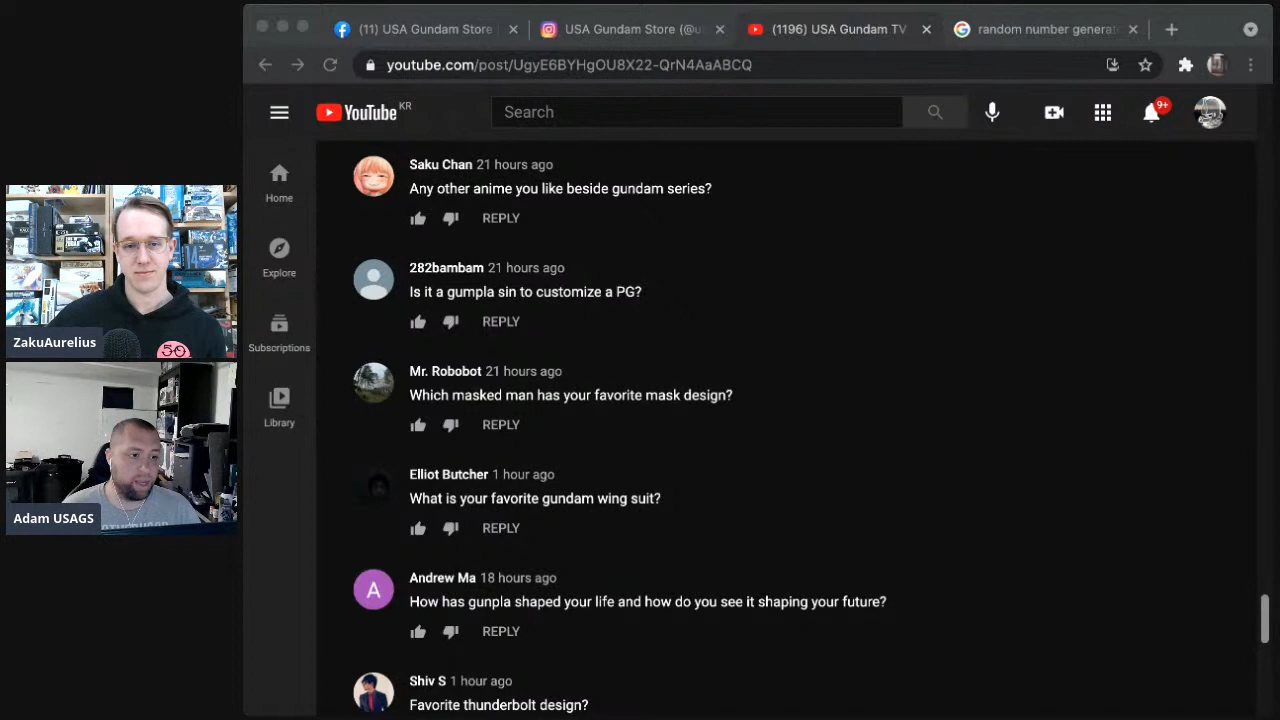 (11) USA Gundam Store
USA Gundam Store (@u
(1196) USA Gundam TV
random number genera
youtube.com/post/UgyE6BYHgOU8X22-QrN4AaABCQ
YouTube KR
Search
9+
Home
Explore
Subscriptions
Library
Saku Chan 21 hours ago
Any other anime you like beside gundam series?
REPLY
282bambam 21 hours ago
Is it a gumpla sin to customize a PG?
REPLY
Mr. Robobot 21 hours ago
Which masked man has your favorite mask design?
REPLY
Elliot Butcher 1 hour ago
What is your favorite gundam wing suit?
REPLY
A
Andrew Ma 18 hours ago
How has gunpla shaped your life and how do you see it shaping your future?
REPLY
Shiv S 1 hour ago
Favorite thunderbolt design?
ZakuAurelius
50
Adam USAGS